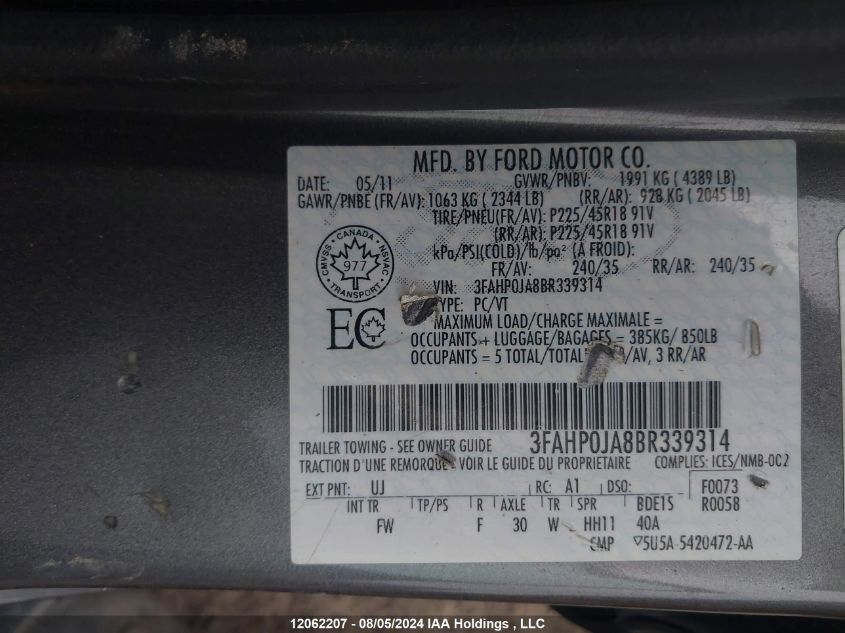 MFD. BY FORD MOTOR CO.
DATE: 05/11 GVWR/PNBV: 1991 KG ( 4389 LB)
GAWR/PNBE (FR/AV): 1063 KG ( 2344 LB) (RR/AR): 928 KG ( 2045 LB)
TIRE/PNEU(FR/AV): P225/45R18 91V
(RR/AR): P225/45R18 91V
kPa/PSI(COLD)/lb/po² (À FROID):
FR/AV: 240/35 RR/AR: 240/35
CANADA
CMVSS NSVAC
977
TRANSPORT
VIN: 3FAHP0JA8BR339314
TYPE: PC/VT
EC
MAXIMUM LOAD/CHARGE MAXIMALE =
OCCUPANTS + LUGGAGE/BAGAGES = 385KG/ 850LB
OCCUPANTS = 5 TOTAL/TOTAL /AV, 3 RR/AR
TRAILER TOWING - SEE OWNER GUIDE 3FAHP0JA8BR339314
TRACTION D'UNE REMORQUE VOIR LE GUIDE DU PROPRIÉTAIRE COMPLIES: ICES/NMB-002
EXT PNT: UJ RC: A1 DSO: F0073
INT TR TP/PS R AXLE TR SPR BDE1S R0058
FW F 30 W HH11 40A
CMP ▽5U5A-5420472-AA
12062207 - 08/05/2024 IAA Holdings , LLC